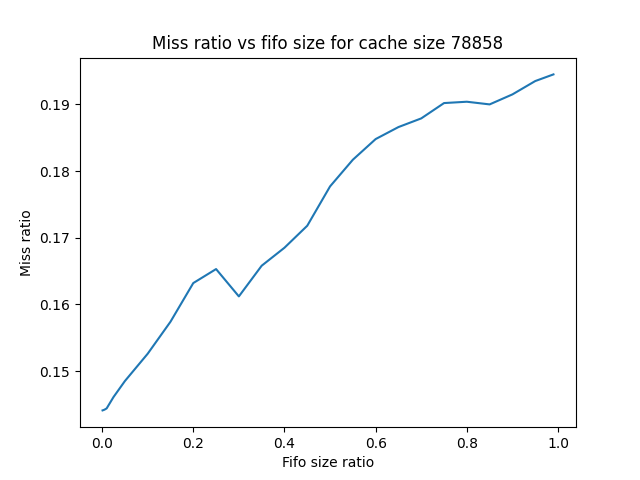 Miss ratio vs fifo size for cache size 78858
0.19
0.18
0.17
0.16
0.15
Miss ratio
0.0 0.2 0.4 0.6 0.8 1.0
Fifo size ratio